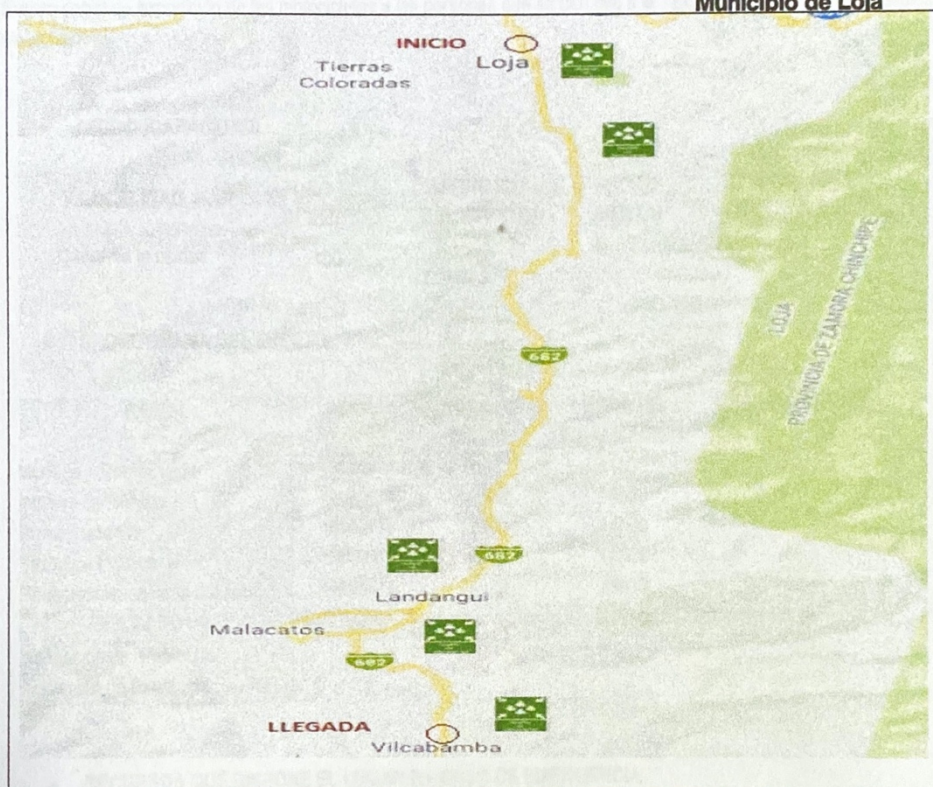 Municipio de Loja
INICIO
Loja
Tierras
Coloradas
LOJA
PROVINCIA DE ZAMORA CHINCHIPE
682
682
Landangui
Malacatos
682
LLEGADA
Vilcabamba